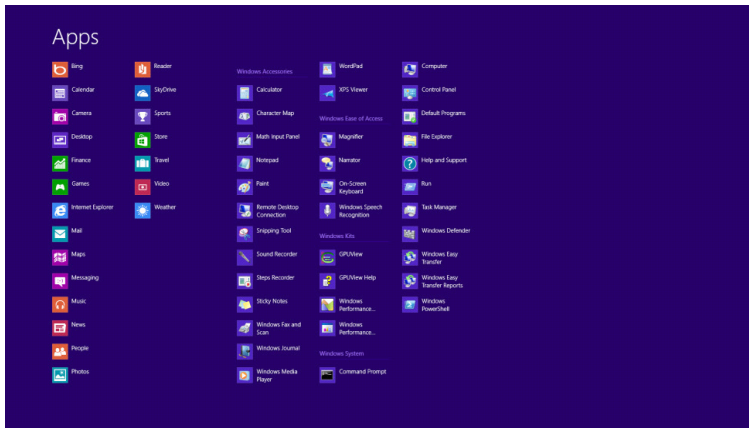 Apps
Bing
Calendar
Camera
Desktop
Finance
Games
Internet Explorer
Mail
Maps
Messaging
Music
News
People
Photos
Reader
SkyDrive
Sports
Store
Travel
Video
Weather
Windows Accessories
Calculator
Character Map
Math Input Panel
Notepad
Paint
Remote Desktop
Connection
Snipping Tool
Sound Recorder
Steps Recorder
Sticky Notes
Windows Fax and
Scan
Windows Journal
Windows Media
Player
WordPad
XPS Viewer
Windows Ease of Access
Magnifier
Narrator
On-Screen
Keyboard
Windows Speech
Recognition
Windows Kits
GPUView
GPUView Help
Windows
Performance...
Windows
Performance...
Windows System
Command Prompt
Computer
Control Panel
Default Programs
File Explorer
Help and Support
Run
Task Manager
Windows Defender
Windows Easy
Transfer
Windows Easy
Transfer Reports
Windows
PowerShell